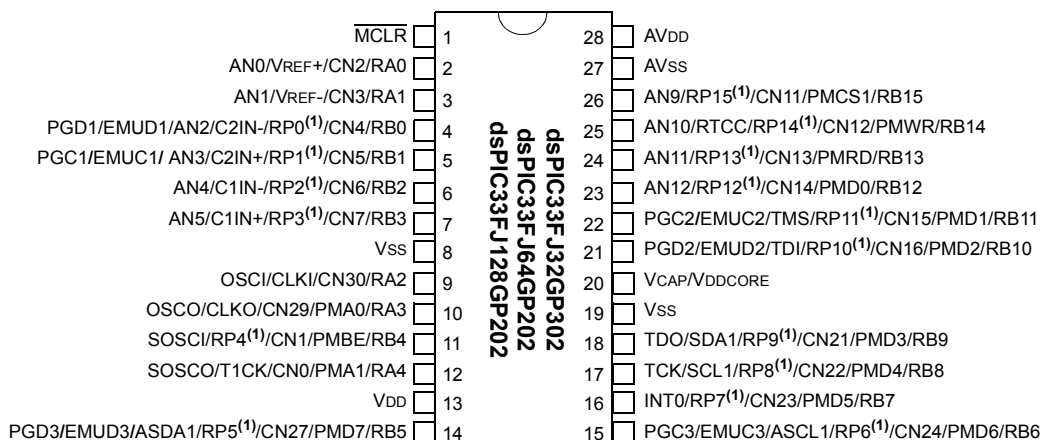 MCLR 1
AN0/VREF+/CN2/RA0 2
AN1/VREF-/CN3/RA1 3
PGD1/EMUD1/AN2/C2IN-/RP0(1)/CN4/RB0 4
PGC1/EMUC1/ AN3/C2IN+/RP1(1)/CN5/RB1 5
AN4/C1IN-/RP2(1)/CN6/RB2 6
AN5/C1IN+/RP3(1)/CN7/RB3 7
VSS 8
OSCI/CLKI/CN30/RA2 9
OSCO/CLKO/CN29/PMA0/RA3 10
SOSCI/RP4(1)/CN1/PMBE/RB4 11
SOSCO/T1CK/CN0/PMA1/RA4 12
VDD 13
PGD3/EMUD3/ASDA1/RP5(1)/CN27/PMD7/RB5 14
dsPIC33FJ32GP302
dsPIC33FJ64GP202
dsPIC33FJ128GP202
28 AVDD
27 AVSS
26 AN9/RP15(1)/CN11/PMCS1/RB15
25 AN10/RTCC/RP14(1)/CN12/PMWR/RB14
24 AN11/RP13(1)/CN13/PMRD/RB13
23 AN12/RP12(1)/CN14/PMD0/RB12
22 PGC2/EMUC2/TMS/RP11(1)/CN15/PMD1/RB11
21 PGD2/EMUD2/TDI/RP10(1)/CN16/PMD2/RB10
20 VCAP/VDDCORE
19 VSS
18 TDO/SDA1/RP9(1)/CN21/PMD3/RB9
17 TCK/SCL1/RP8(1)/CN22/PMD4/RB8
16 INT0/RP7(1)/CN23/PMD5/RB7
15 PGC3/EMUC3/ASCL1/RP6(1)/CN24/PMD6/RB6